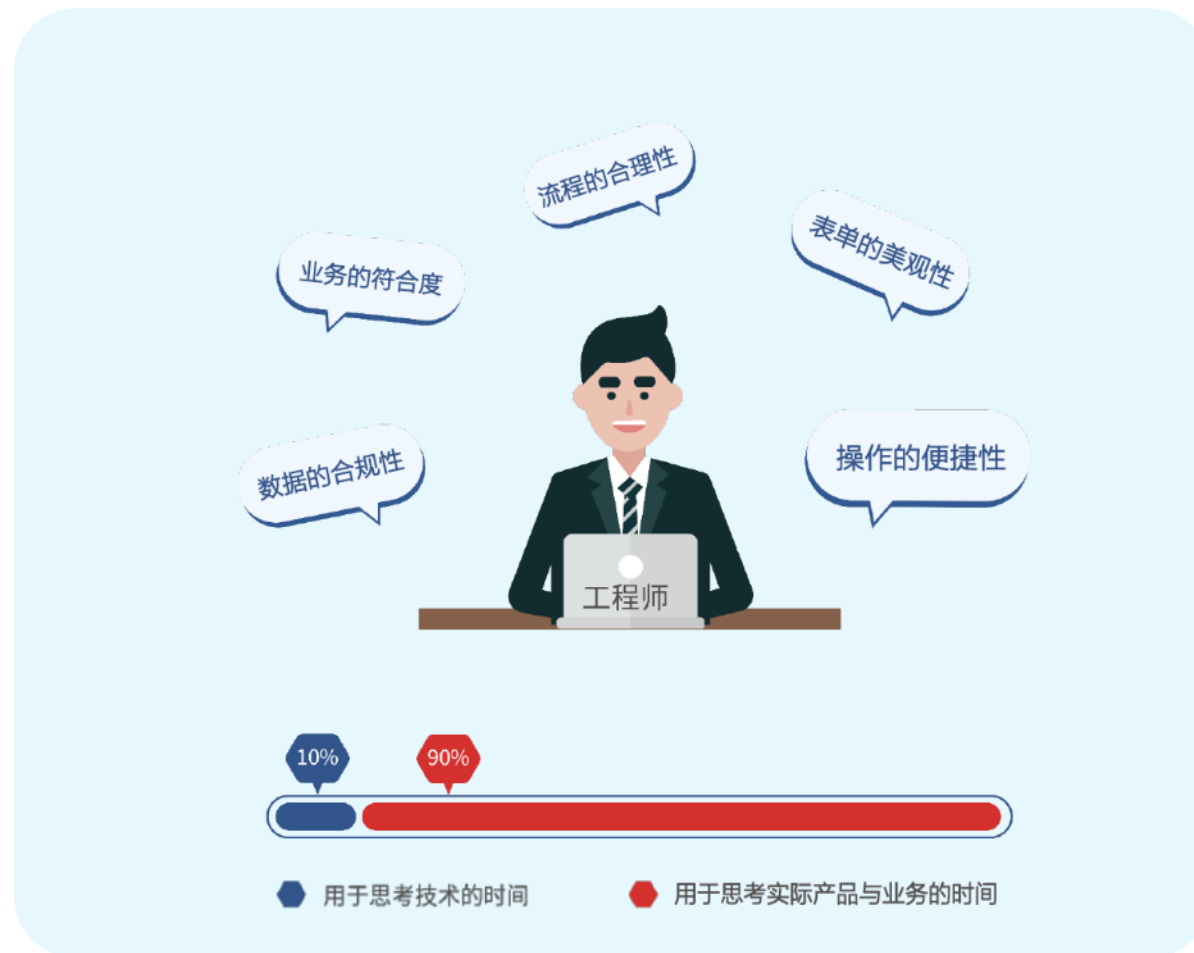 流程的合理性
表单的美观性
业务的符合度
数据的合规性
操作的便捷性
工程师
10%
90%
用于思考技术的时间
用于思考实际产品与业务的时间